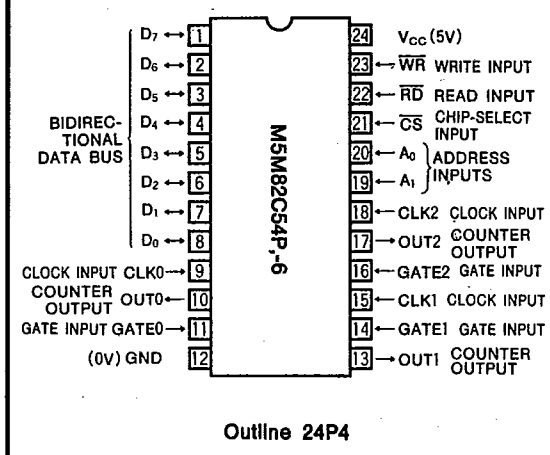 D₇ ↔ 1
D₆ ↔ 2
D₅ ↔ 3
D₄ ↔ 4
D₃ ↔ 5
D₂ ↔ 6
D₁ ↔ 7
D₀ ↔ 8
BIDIREC-
TIONAL
DATA BUS
CLOCK INPUT CLK0→ 9
COUNTER
OUTPUT OUT0← 10
GATE INPUT GATE0→ 11
(0V) GND 12
M5M82C54P,-6
24 V_CC (5V)
23 ← W̅R̅ WRITE INPUT
22 ← R̅D̅ READ INPUT
21 ← C̅S̅ CHIP-SELECT
INPUT
20 ← A₀
19 ← A₁
ADDRESS
INPUTS
18 ← CLK2 CLOCK INPUT
17 → OUT2 COUNTER
OUTPUT
16 ← GATE2 GATE INPUT
15 ← CLK1 CLOCK INPUT
14 ← GATE1 GATE INPUT
13 → OUT1 COUNTER
OUTPUT
Outline 24P4